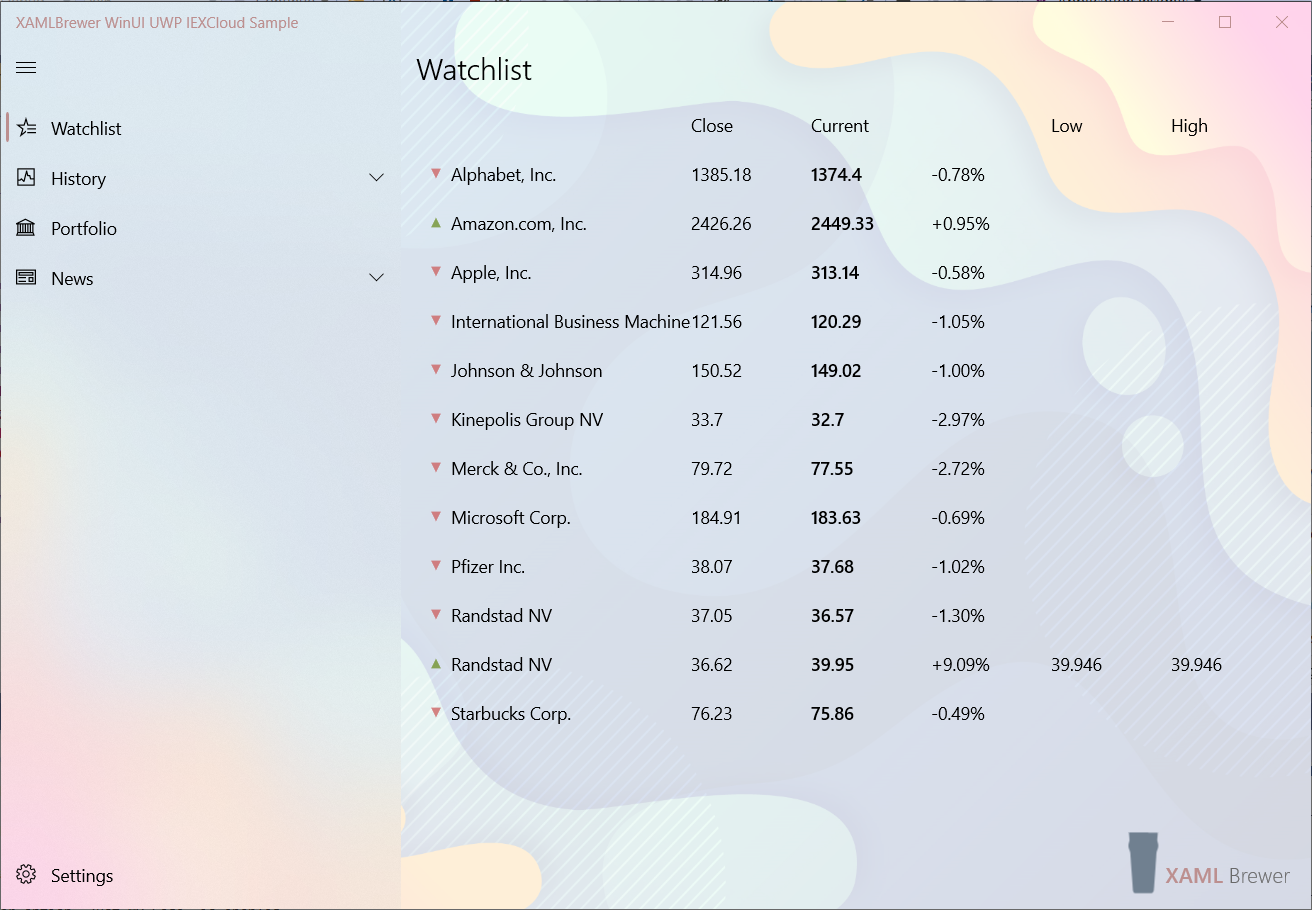 XAMLBrewer WinUI UWP IEXCloud Sample
Watchlist
History
Portfolio
News
Settings
Watchlist
Close Current Low High
Alphabet, Inc. 1385.18 1374.4 -0.78%
Amazon.com, Inc. 2426.26 2449.33 +0.95%
Apple, Inc. 314.96 313.14 -0.58%
International Business Machine 121.56 120.29 -1.05%
Johnson & Johnson 150.52 149.02 -1.00%
Kinepolis Group NV 33.7 32.7 -2.97%
Merck & Co., Inc. 79.72 77.55 -2.72%
Microsoft Corp. 184.91 183.63 -0.69%
Pfizer Inc. 38.07 37.68 -1.02%
Randstad NV 37.05 36.57 -1.30%
Randstad NV 36.62 39.95 +9.09% 39.946 39.946
Starbucks Corp. 76.23 75.86 -0.49%
XAML Brewer